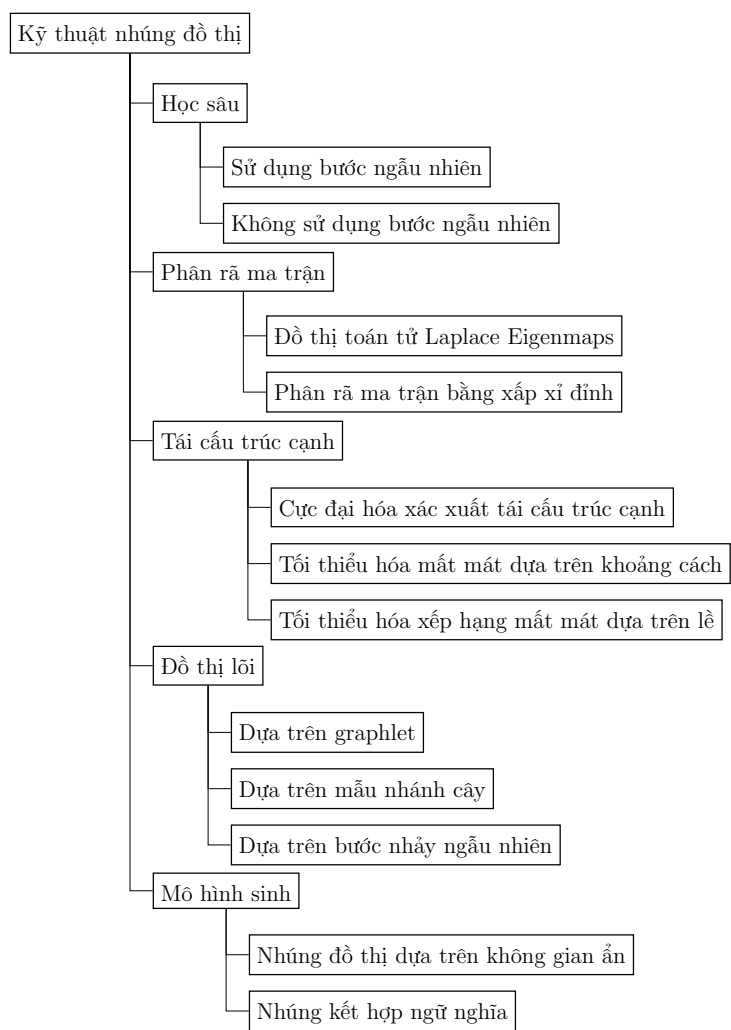 Kỹ thuật nhúng đồ thị
Học sâu
Sử dụng bước ngẫu nhiên
Không sử dụng bước ngẫu nhiên
Phân rã ma trận
Đồ thị toán tử Laplace Eigenmaps
Phân rã ma trận bằng xấp xỉ đỉnh
Tái cấu trúc cạnh
Cực đại hóa xác xuất tái cấu trúc cạnh
Tối thiểu hóa mất mát dựa trên khoảng cách
Tối thiểu hóa xếp hạng mất mát dựa trên lề
Đồ thị lõi
Dựa trên graphlet
Dựa trên mẫu nhánh cây
Dựa trên bước nhảy ngẫu nhiên
Mô hình sinh
Nhúng đồ thị dựa trên không gian ẩn
Nhúng kết hợp ngữ nghĩa